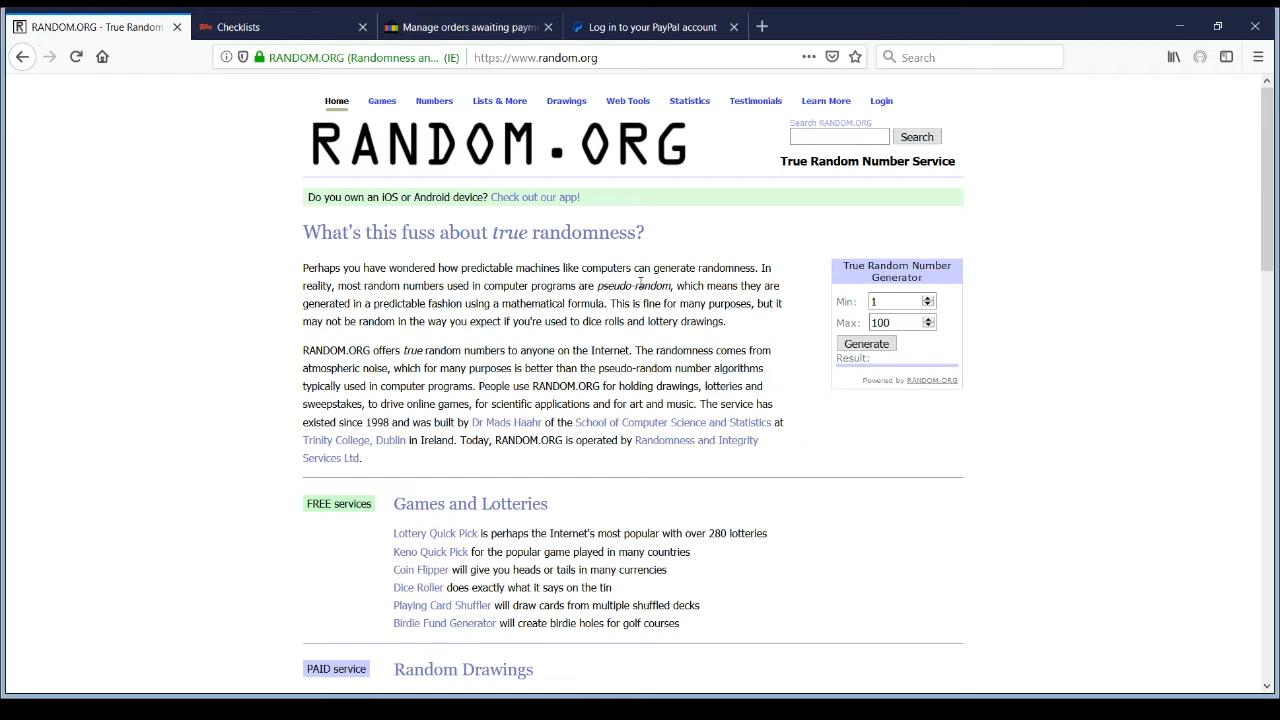 RANDOM.ORG - True Random
Checklists
Manage orders awaiting paym
Log in to your PayPal account
RANDOM.ORG (Randomness an... (IE)
https://www.random.org
Search
Home Games Numbers Lists & More Drawings Web Tools Statistics Testimonials Learn More Login
RANDOM.ORG
Search RANDOM.ORG
Search
True Random Number Service
Do you own an iOS or Android device? Check out our app!
What's this fuss about true randomness?
Perhaps you have wondered how predictable machines like computers can generate randomness. In
reality, most random numbers used in computer programs are pseudo-random, which means they are
generated in a predictable fashion using a mathematical formula. This is fine for many purposes, but it
may not be random in the way you expect if you're used to dice rolls and lottery drawings.
RANDOM.ORG offers true random numbers to anyone on the Internet. The randomness comes from
atmospheric noise, which for many purposes is better than the pseudo-random number algorithms
typically used in computer programs. People use RANDOM.ORG for holding drawings, lotteries and
sweepstakes, to drive online games, for scientific applications and for art and music. The service has
existed since 1998 and was built by Dr Mads Haahr of the School of Computer Science and Statistics at
Trinity College, Dublin in Ireland. Today, RANDOM.ORG is operated by Randomness and Integrity
Services Ltd.
True Random Number
Generator
Min: 1
Max: 100
Generate
Result:
Powered by RANDOM.ORG
FREE services
Games and Lotteries
Lottery Quick Pick is perhaps the Internet's most popular with over 280 lotteries
Keno Quick Pick for the popular game played in many countries
Coin Flipper will give you heads or tails in many currencies
Dice Roller does exactly what it says on the tin
Playing Card Shuffler will draw cards from multiple shuffled decks
Birdie Fund Generator will create birdie holes for golf courses
PAID service
Random Drawings